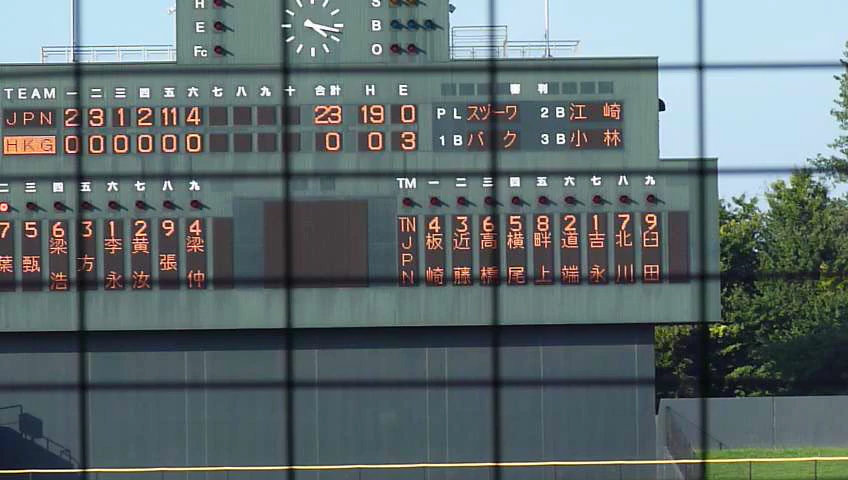 H S
E B
Fc O
TEAM 一 二 三 四 五 六 七 八 九 十 合計 H E 審 判
JPN 2 3 1 2 11 4 23 19 0 PL スヅーワ 2B 江崎
HKG 0 0 0 0 0 0 0 0 3 1B バク 3B 小林
二 三 四 五 六 七 八 九 TM 一 二 三 四 五 六 七 八 九
7 5 6 3 1 2 9 4 TN 4 3 6 5 8 2 1 7 9
葉 甄 梁浩 方 李永 黄汝 張 梁仲 JPN 板崎 近藤 高橋 横尾 畔上 道端 吉永 北川 臼田